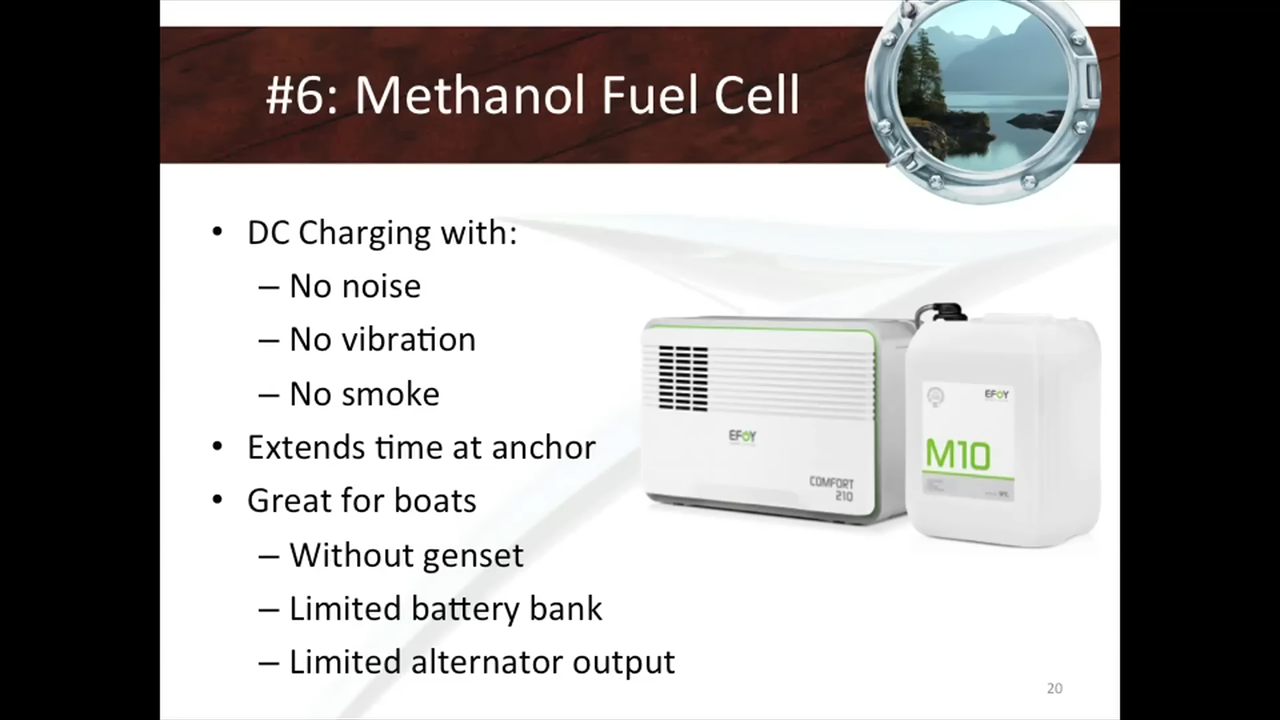 #6: Methanol Fuel Cell
• DC Charging with:
– No noise
– No vibration
– No smoke
• Extends time at anchor
• Great for boats
– Without genset
– Limited battery bank
– Limited alternator output
EFOY
COMFORT
210
EFOY
M10
20